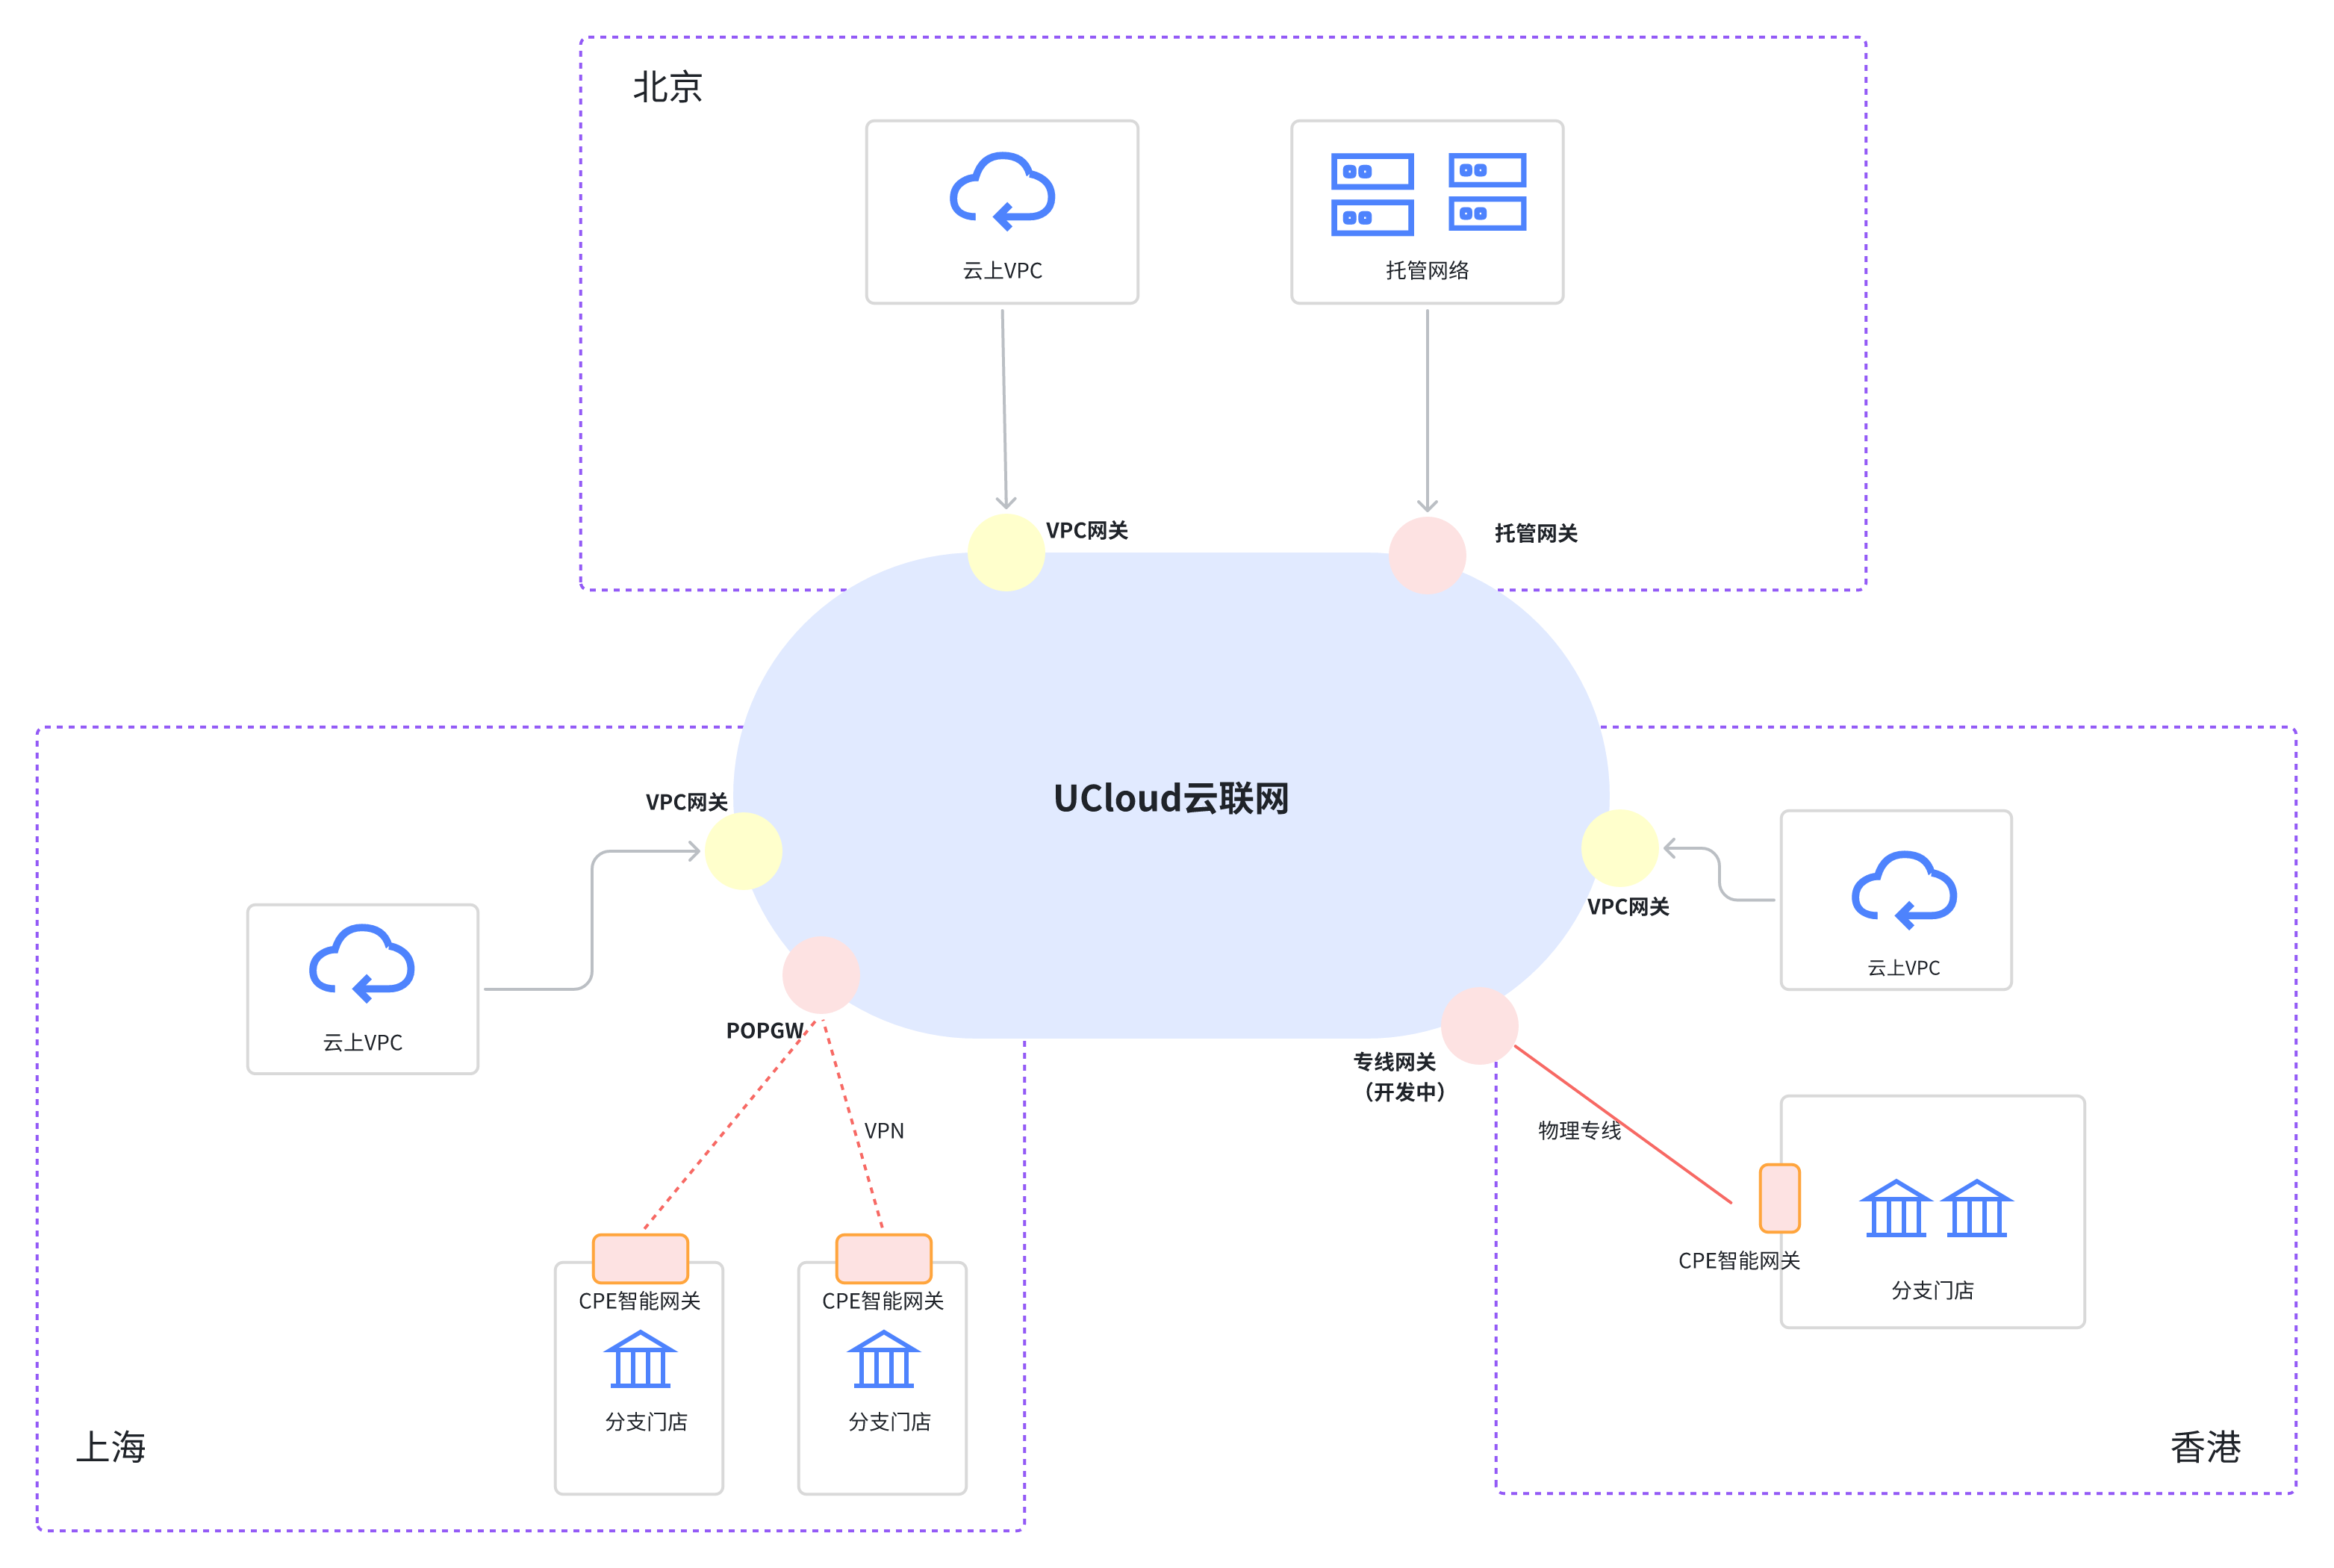 北京
云上VPC
托管网络
VPC网关
托管网关
UCloud云联网
VPC网关
VPC网关
云上VPC
云上VPC
POPGW
专线网关
（开发中）
VPN
物理专线
CPE智能网关
分支门店
CPE智能网关
CPE智能网关
分支门店
分支门店
上海
香港